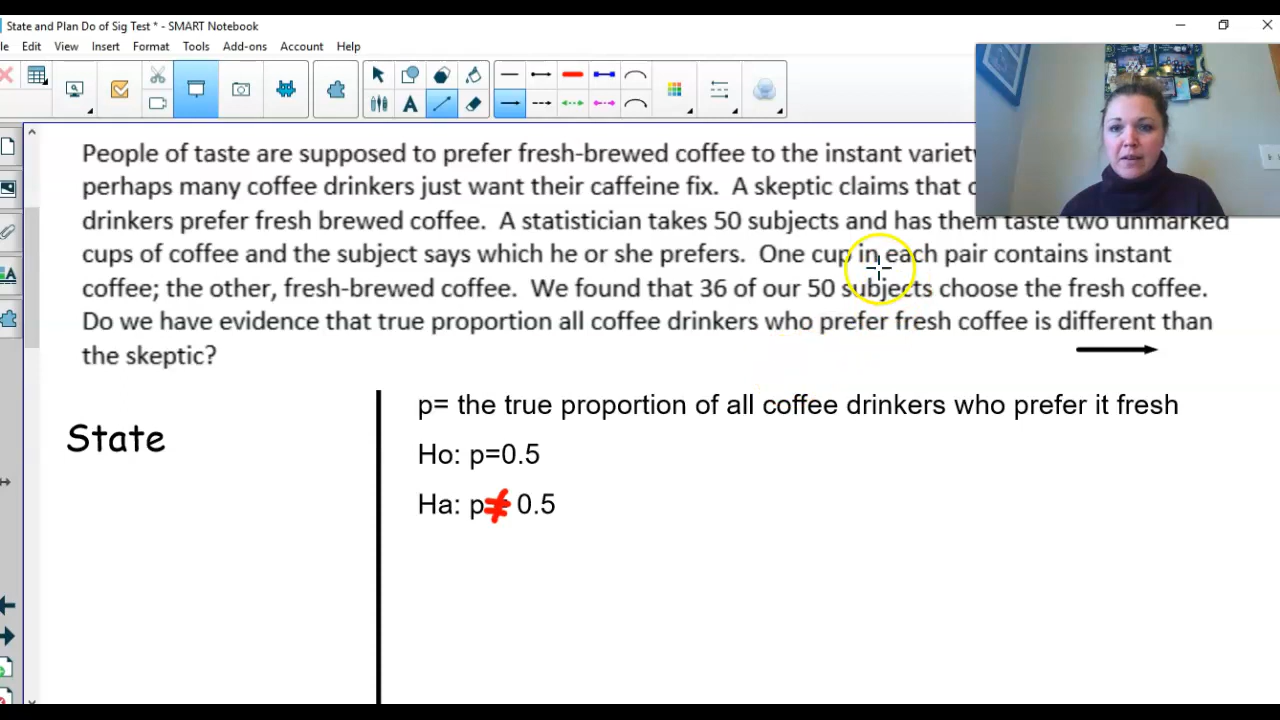 State and Plan Do of Sig Test * - SMART Notebook
Edit View Insert Format Tools Add-ons Account Help
People of taste are supposed to prefer fresh-brewed coffee to the instant
perhaps many coffee drinkers just want their caffeine fix. A skeptic claims that
drinkers prefer fresh brewed coffee. A statistician takes 50 subjects and has them taste two unmarked
cups of coffee and the subject says which he or she prefers. One cup in each pair contains instant
coffee; the other, fresh-brewed coffee. We found that 36 of our 50 subjects choose the fresh coffee.
Do we have evidence that true proportion all coffee drinkers who prefer fresh coffee is different than
the skeptic?
p= the true proportion of all coffee drinkers who prefer it fresh
State
Ho: p=0.5
Ha: p≠ 0.5